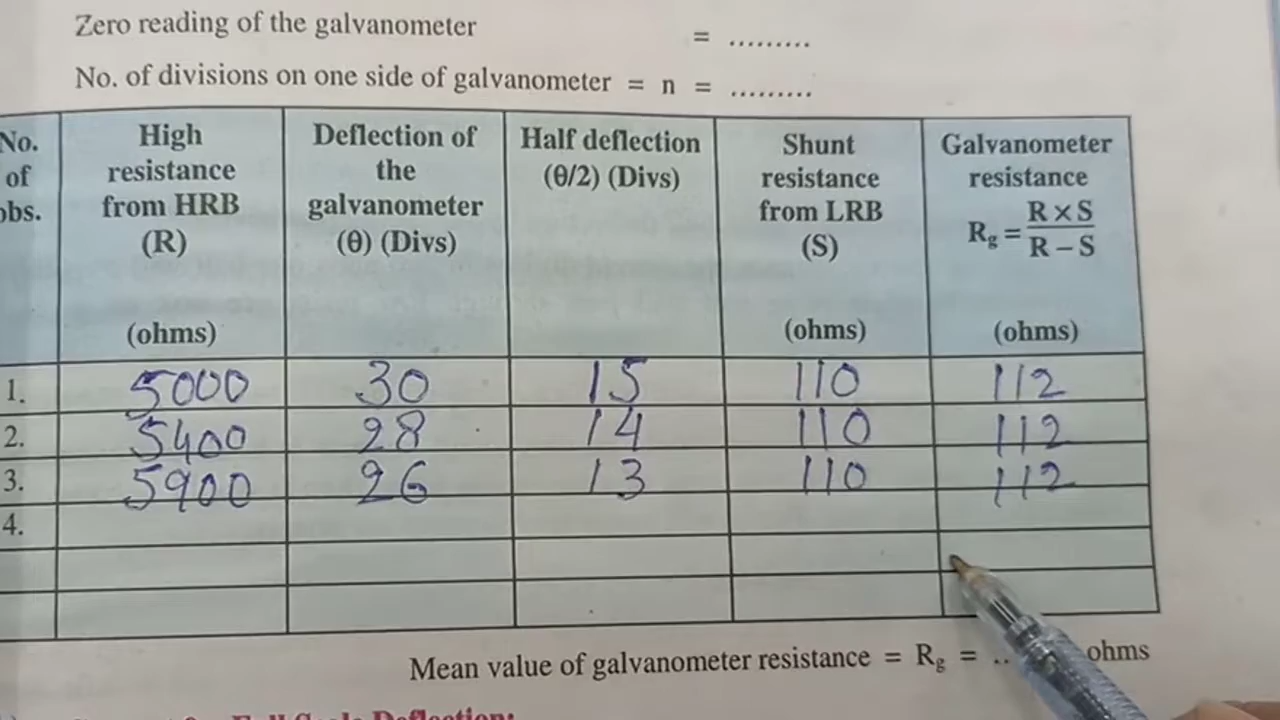 Zero reading of the galvanometer = .........
No. of divisions on one side of galvanometer = n = .........
No. of obs.
High resistance from HRB (R) (ohms)
Deflection of the galvanometer (θ) (Divs)
Half deflection (θ/2) (Divs)
Shunt resistance from LRB (S) (ohms)
Galvanometer resistance Rg = R × S / R – S (ohms)
1. 5000 30 15 110 112
2. 5400 28 14 110 112
3. 5900 26 13 110 112
4.
Mean value of galvanometer resistance = Rg = .. ohms
Full Scale Deflection: